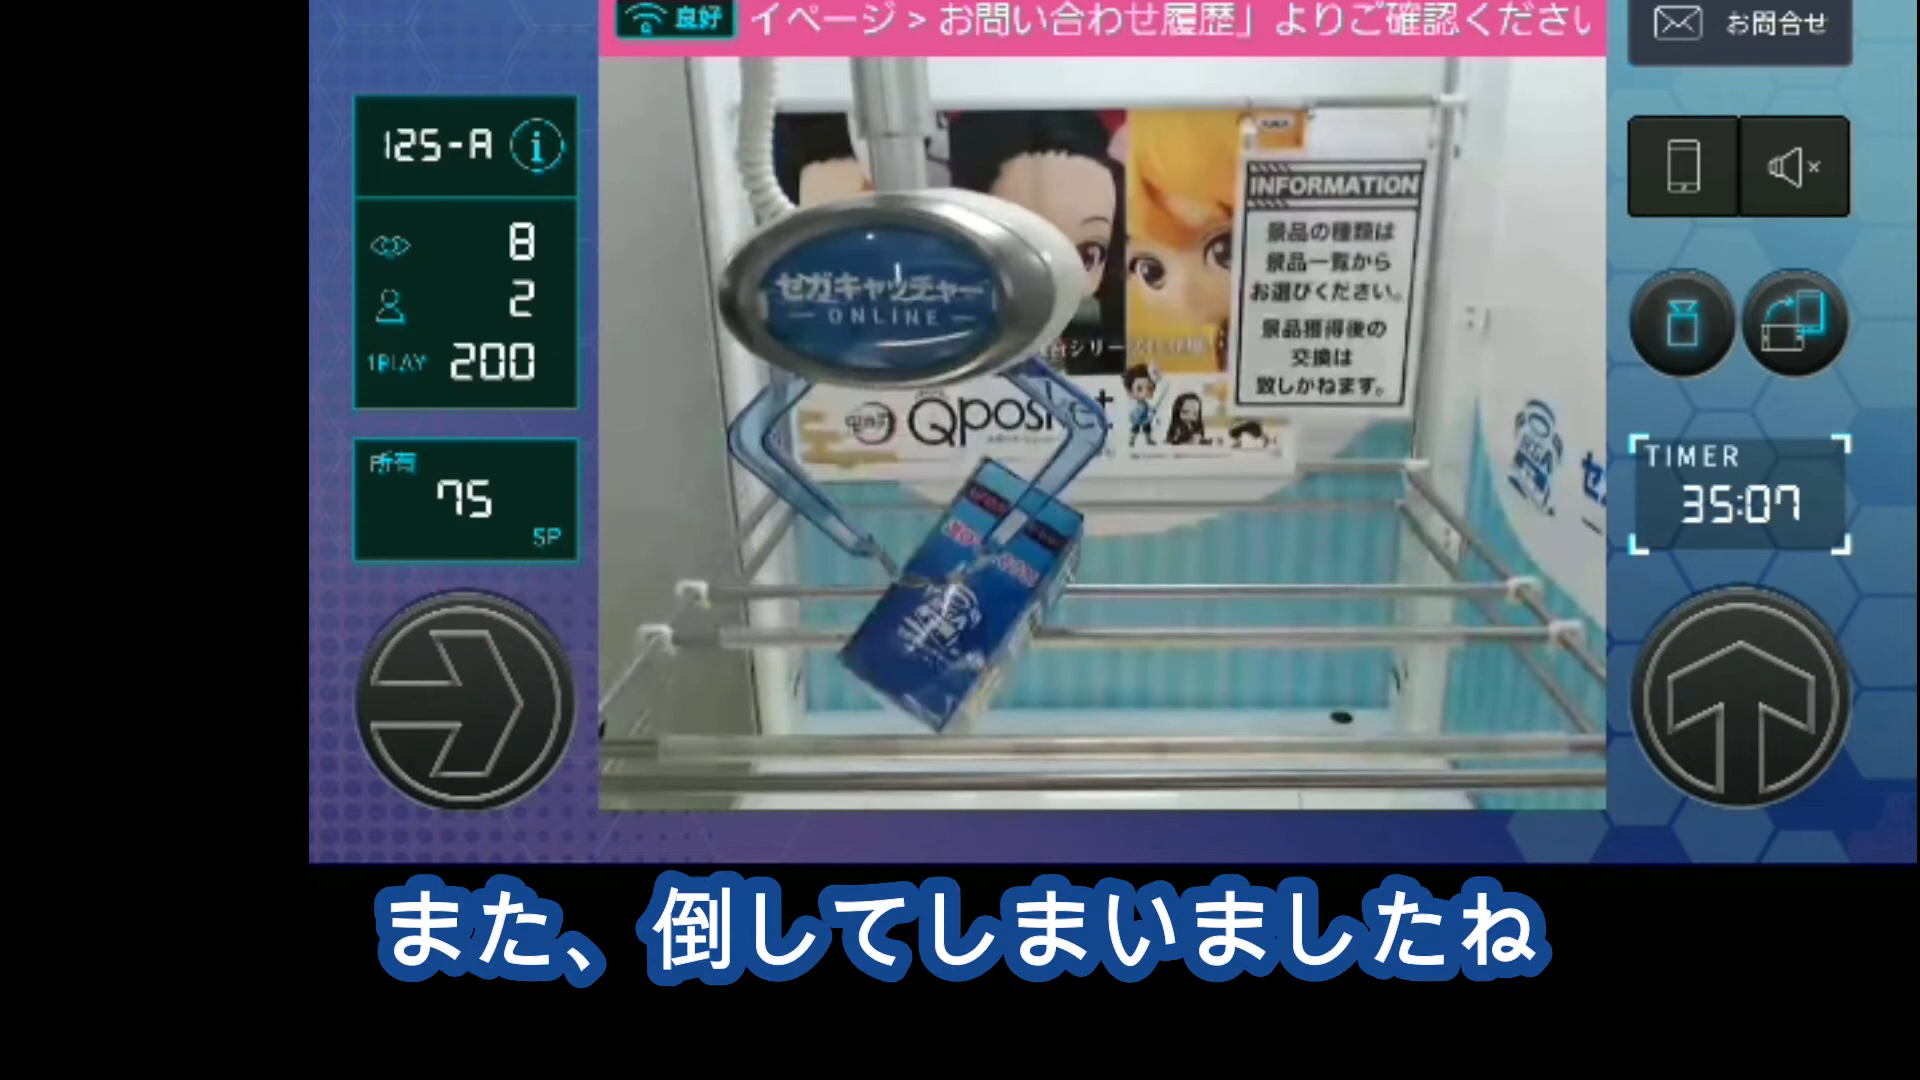 良好
イページ > お問い合わせ履歴」よりご確認くださ
お問合せ
125-A
8
2
1PLAY 200
所有
75
SP
セガキャッチャー
ONLINE
INFORMATION
景品の種類は
景品一覧から
お選びください。
景品獲得後の
交換は
致しかねます。
Qposket
SEGA
TIMER
35:07
また、倒してしまいましたね